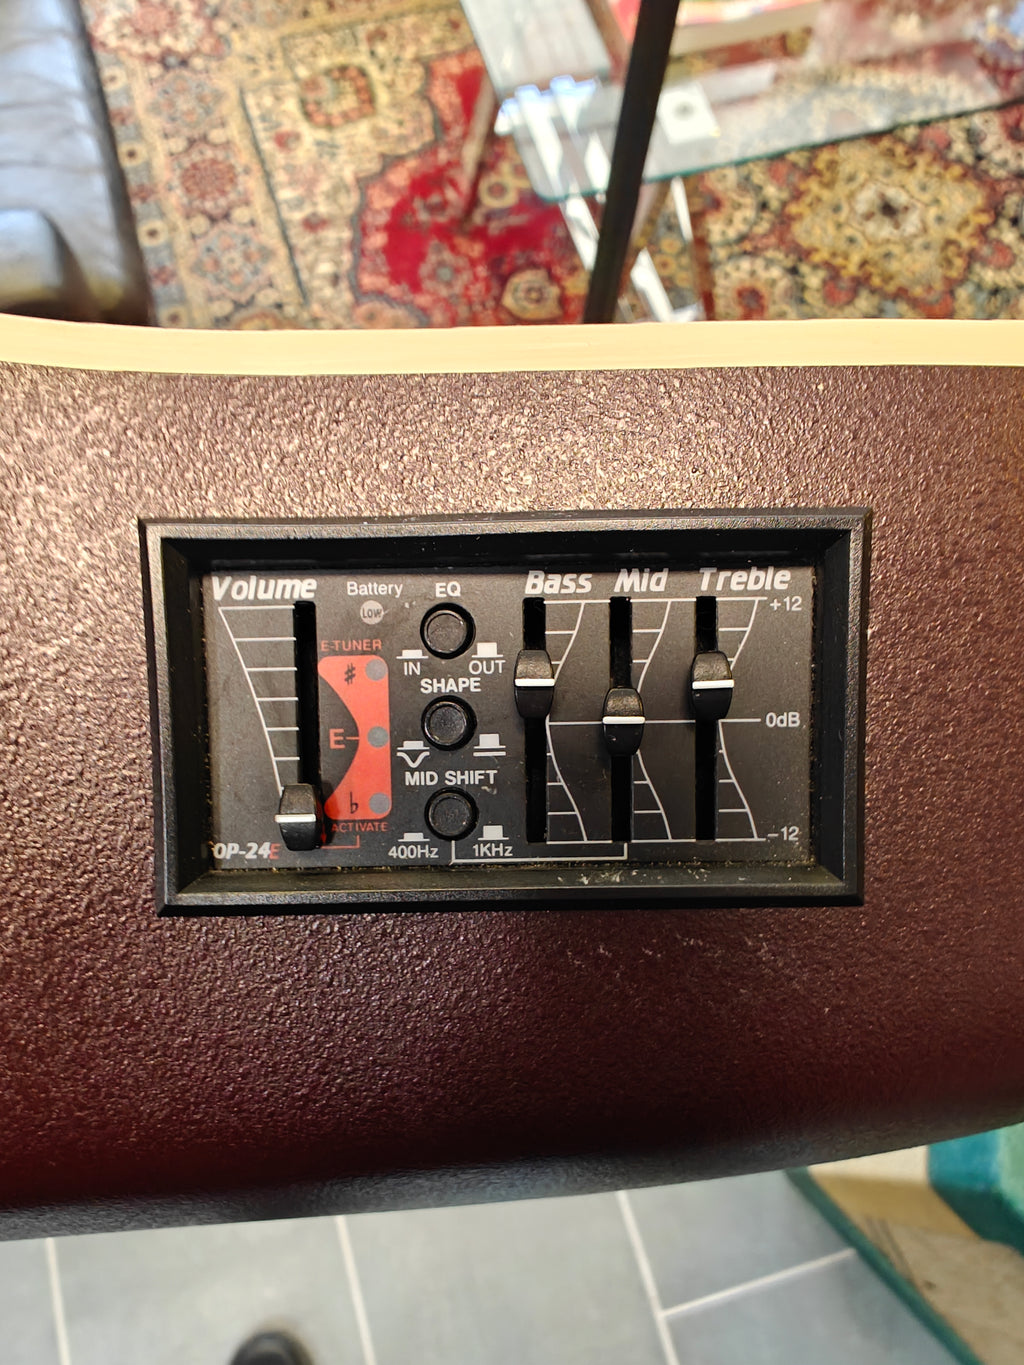 Volume Battery EQ Bass Mid Treble
LOW +12
E-TUNER
IN OUT
♯ SHAPE
E 0dB
MID SHIFT
♭
ACTIVATE -12
OP-24E 400Hz 1KHz